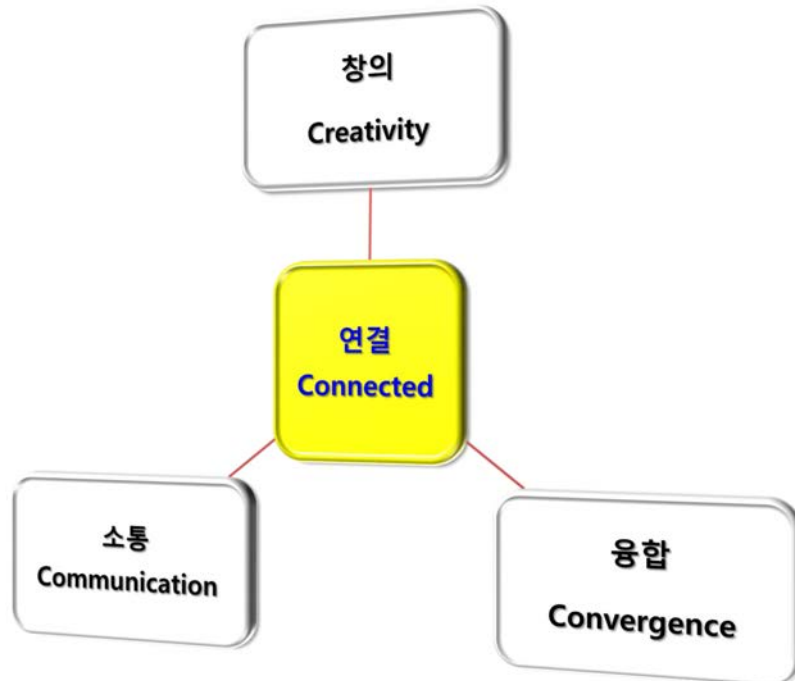 창의
Creativity
연결
Connected
소통
Communication
융합
Convergence